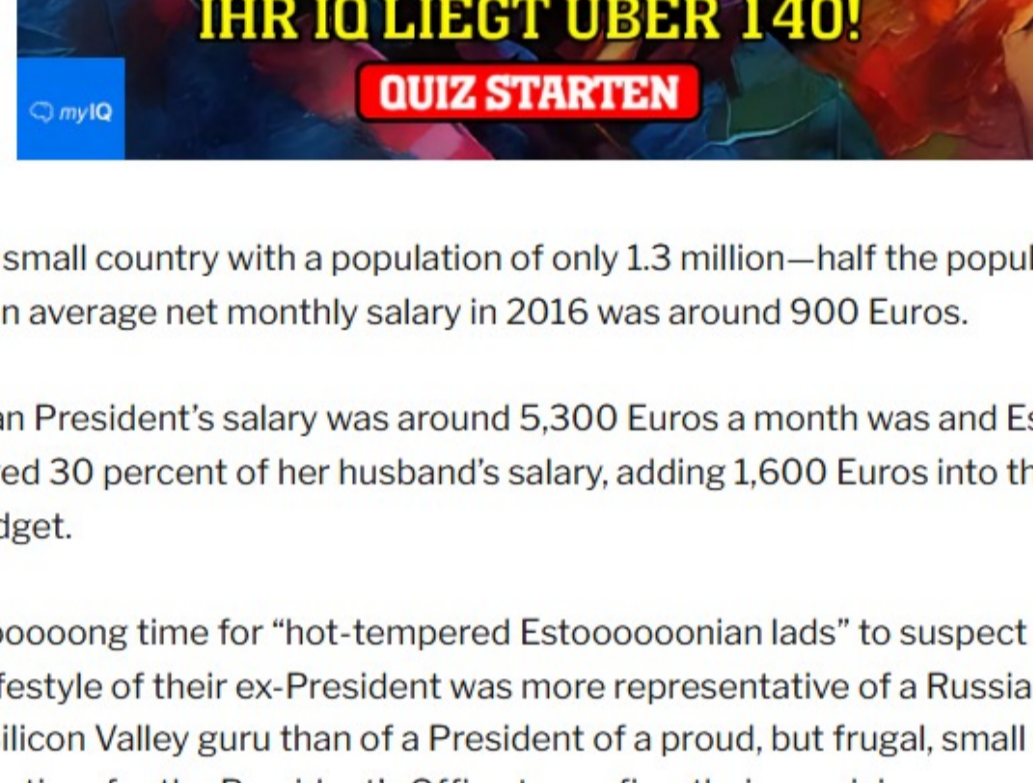 IHR IQ LIEGT ÜBER 140!
QUIZ STARTEN
myIQ
small country with a population of only 1.3 million—half the popul
n average net monthly salary in 2016 was around 900 Euros.
an President’s salary was around 5,300 Euros a month was and Es
ed 30 percent of her husband’s salary, adding 1,600 Euros into th
dget.
ooooong time for “hot-tempered Estoooooonian lads” to suspect
festyle of their ex-President was more representative of a Russia
ilicon Valley guru than of a President of a proud, but frugal, small